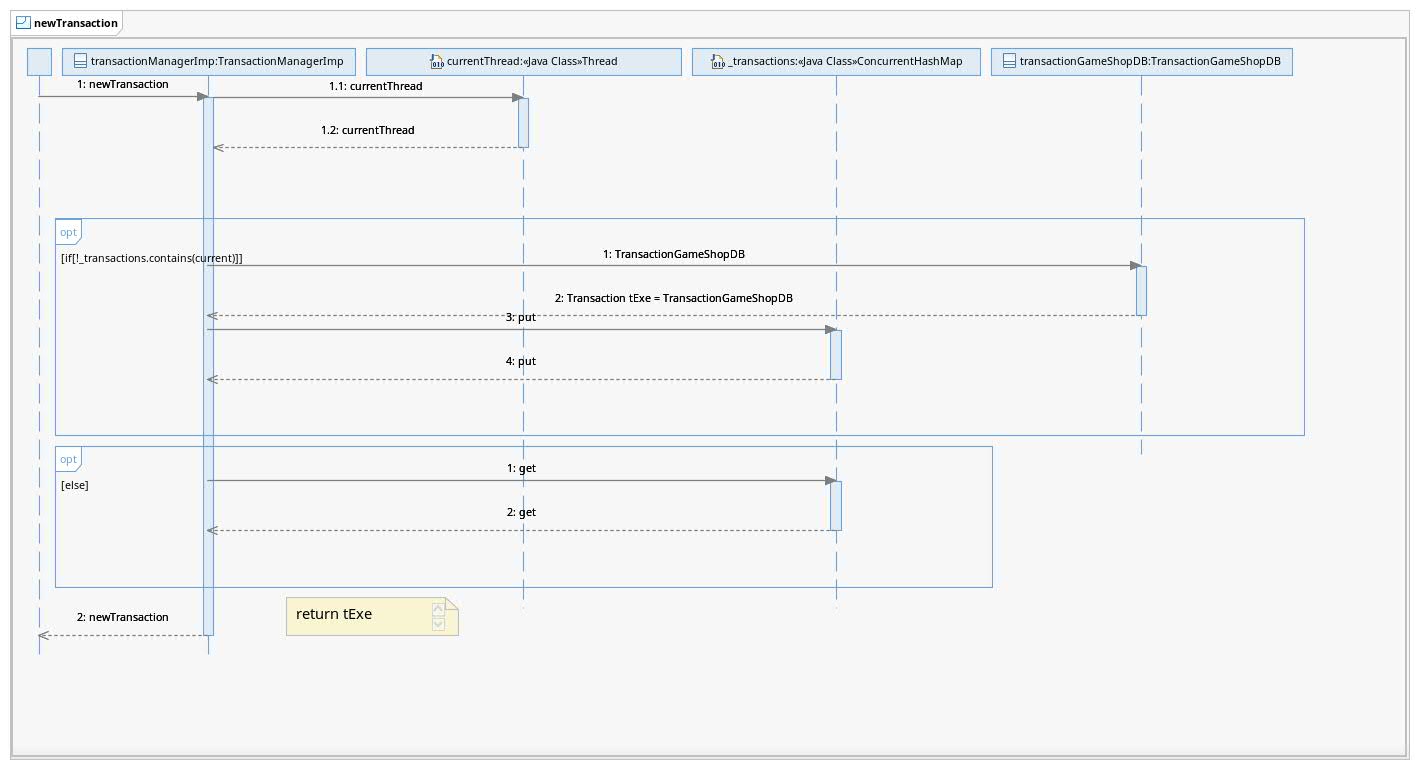 newTransaction
transactionManagerImp:TransactionManagerImp
currentThread:«Java Class»Thread
_transactions:«Java Class»ConcurrentHashMap
transactionGameShopDB:TransactionGameShopDB
1: newTransaction
1.1: currentThread
1.2: currentThread
opt
[if[!_transactions.contains(current)]]
1: TransactionGameShopDB
2: Transaction tExe = TransactionGameShopDB
3: put
4: put
opt
[else]
1: get
2: get
return tExe
2: newTransaction